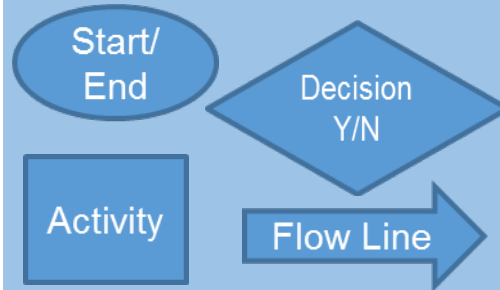 Start/
End
Decision
Y/N
Activity
Flow Line